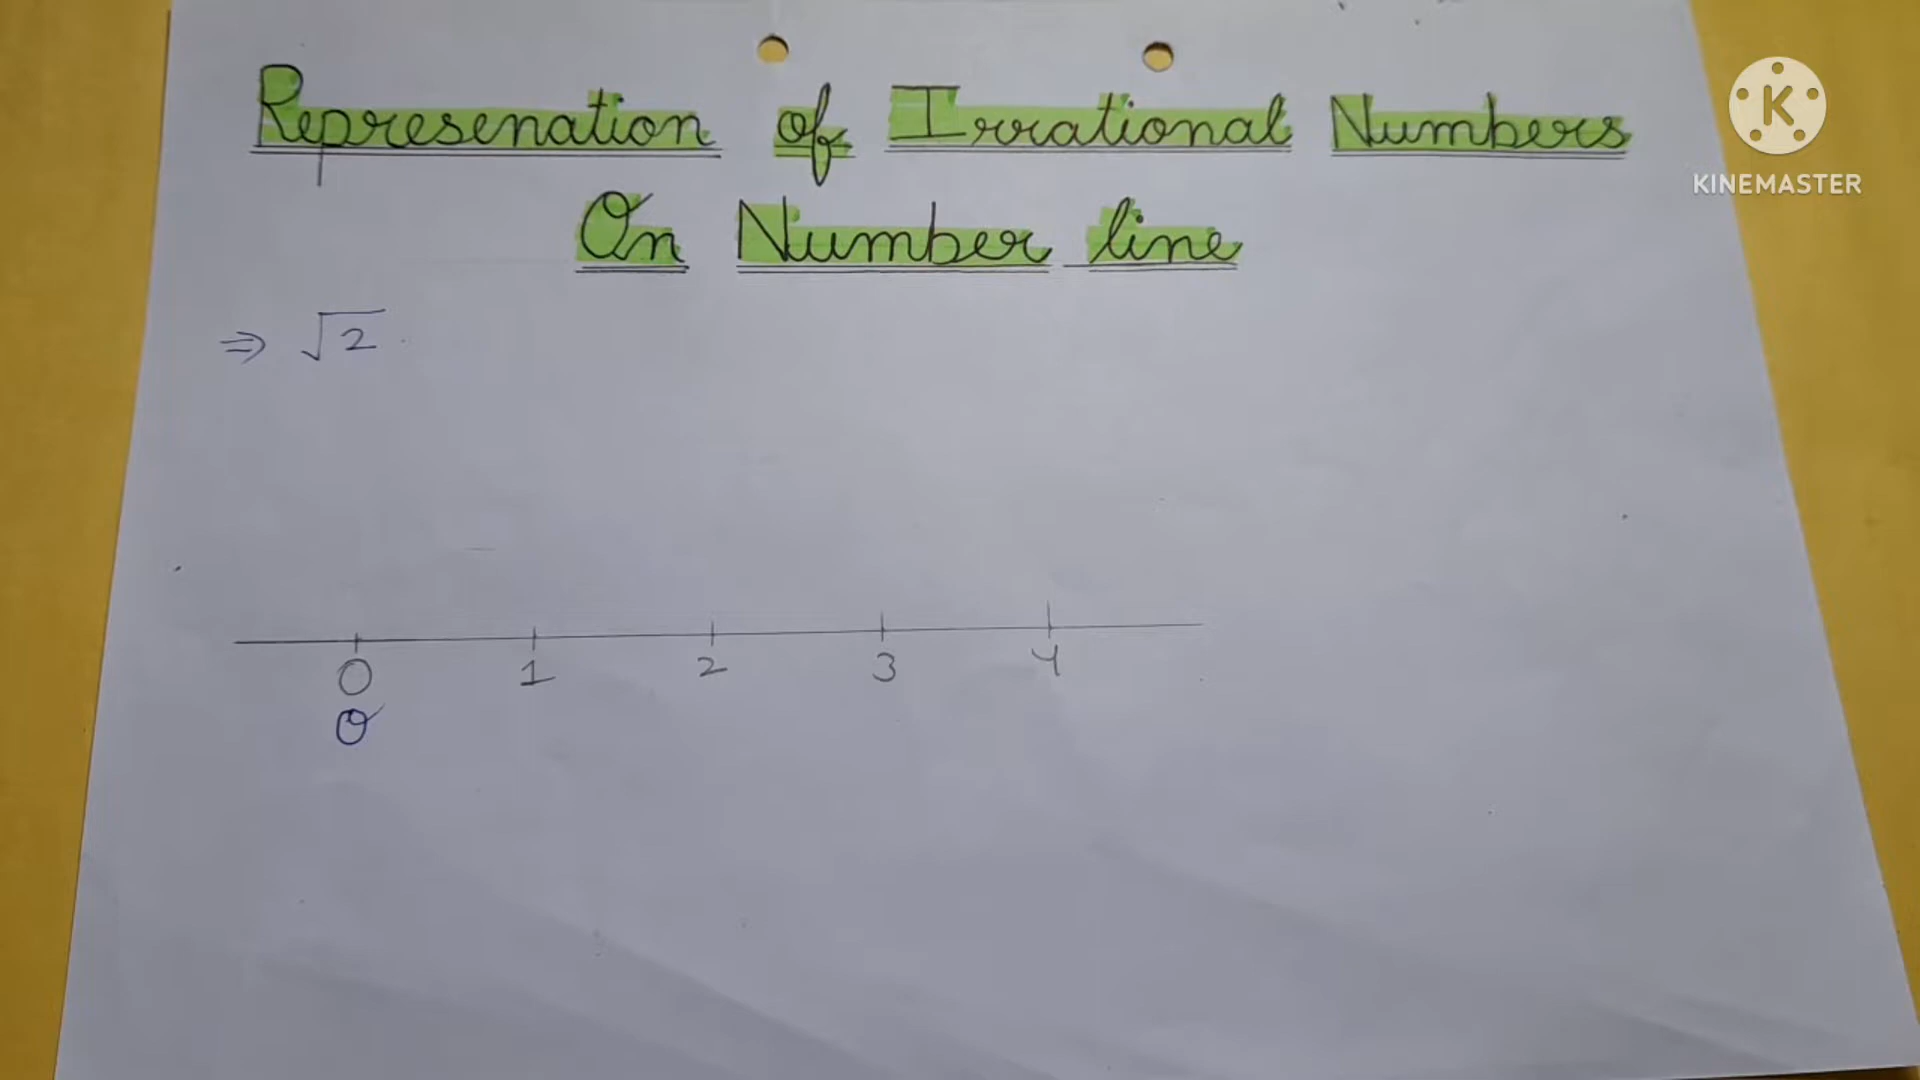 Represenation of Irrational Numbers
On Number line
K
KINEMASTER
⇒ √2
0 1 2 3 4
O